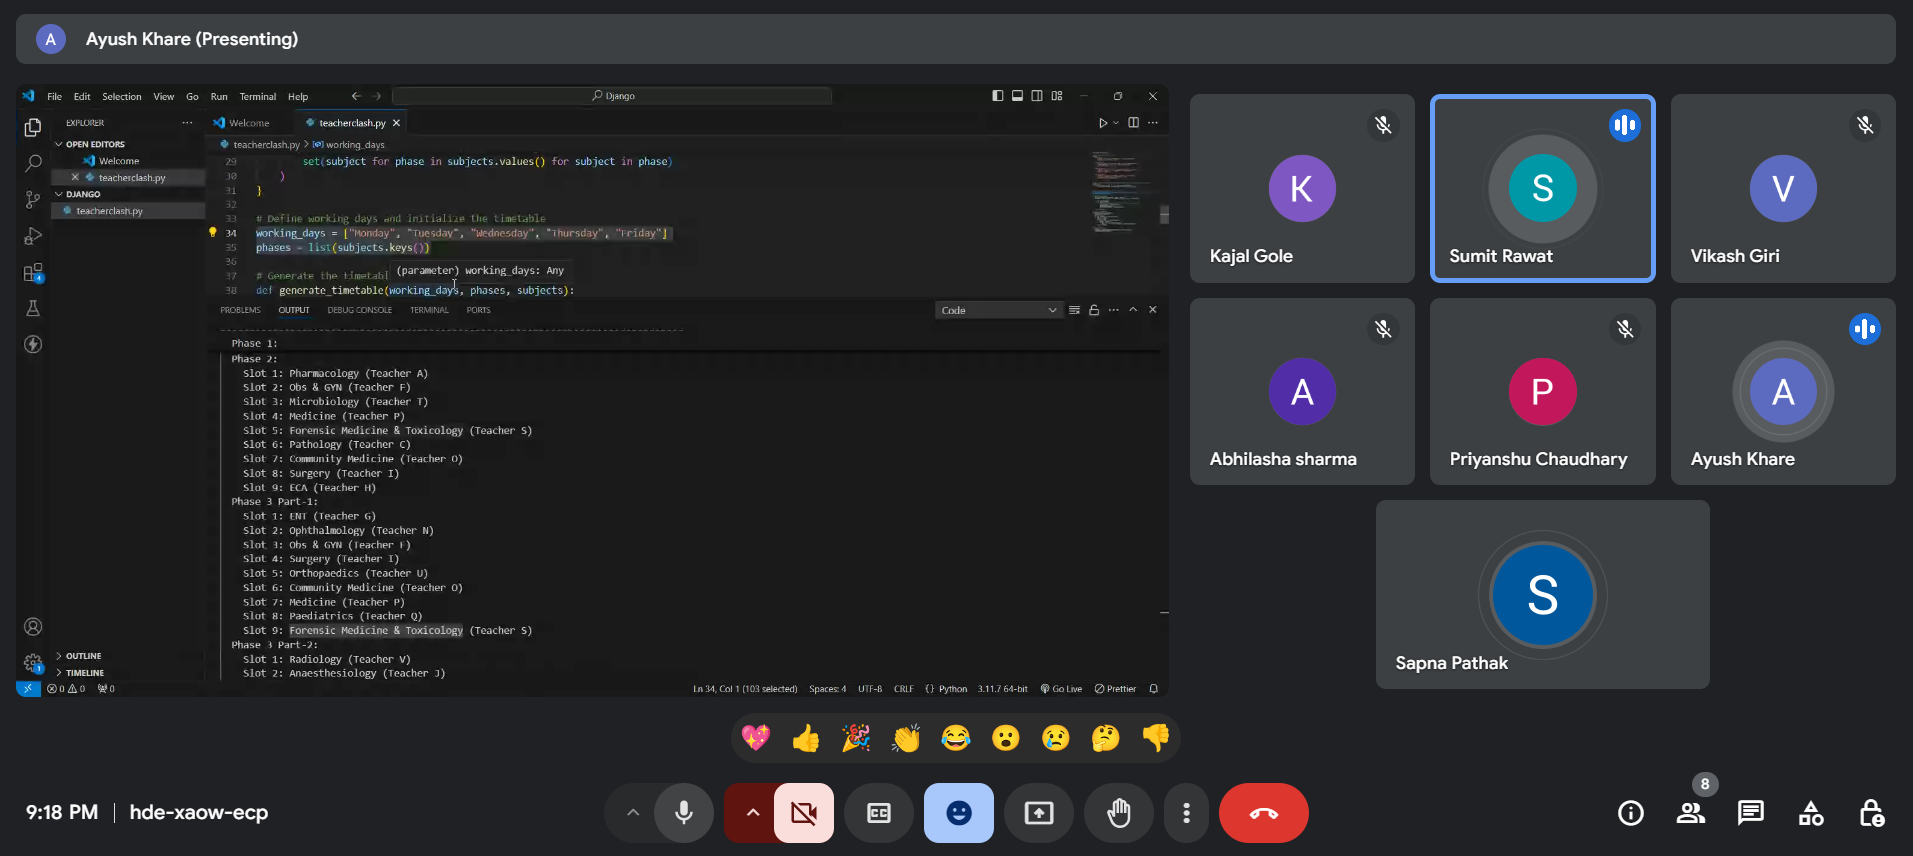 A Ayush Khare (Presenting)
File Edit Selection View Go Run Terminal Help
Django
EXPLORER
OPEN EDITORS
Welcome
teacherclash.py
DJANGO
teacherclash.py
OUTLINE
TIMELINE
Welcome teacherclash.py
teacherclash.py > working_days
29 set(subject for phase in subjects.values() for subject in phase)
30 )
31 }
32
33 # Define working days and initialize the timetable
34 working_days = ["Monday", "Tuesday", "Wednesday", "Thursday", "Friday"]
35 phases = list(subjects.keys())
36
37 # Generate the timetabl
(parameter) working_days: Any
38 def generate_timetable(working_days, phases, subjects):
PROBLEMS OUTPUT DEBUG CONSOLE TERMINAL PORTS
Code
Phase 1:
Phase 2:
Slot 1: Pharmacology (Teacher A)
Slot 2: Obs & GYN (Teacher F)
Slot 3: Microbiology (Teacher T)
Slot 4: Medicine (Teacher P)
Slot 5: Forensic Medicine & Toxicology (Teacher S)
Slot 6: Pathology (Teacher C)
Slot 7: Community Medicine (Teacher O)
Slot 8: Surgery (Teacher I)
Slot 9: ECA (Teacher H)
Phase 3 Part-1:
Slot 1: ENT (Teacher G)
Slot 2: Ophthalmology (Teacher N)
Slot 3: Obs & GYN (Teacher F)
Slot 4: Surgery (Teacher I)
Slot 5: Orthopaedics (Teacher U)
Slot 6: Community Medicine (Teacher O)
Slot 7: Medicine (Teacher P)
Slot 8: Paediatrics (Teacher Q)
Slot 9: Forensic Medicine & Toxicology (Teacher S)
Phase 3 Part-2:
Slot 1: Radiology (Teacher V)
Slot 2: Anaesthesiology (Teacher J)
0 0 0 Ln 34, Col 1 (103 selected) Spaces: 4 UTF-8 CRLF {} Python 3.11.7 64-bit Go Live Prettier
K
Kajal Gole
S
Sumit Rawat
V
Vikash Giri
A
Abhilasha sharma
P
Priyanshu Chaudhary
A
Ayush Khare
S
Sapna Pathak
9:18 PM | hde-xaow-ecp
CC
8